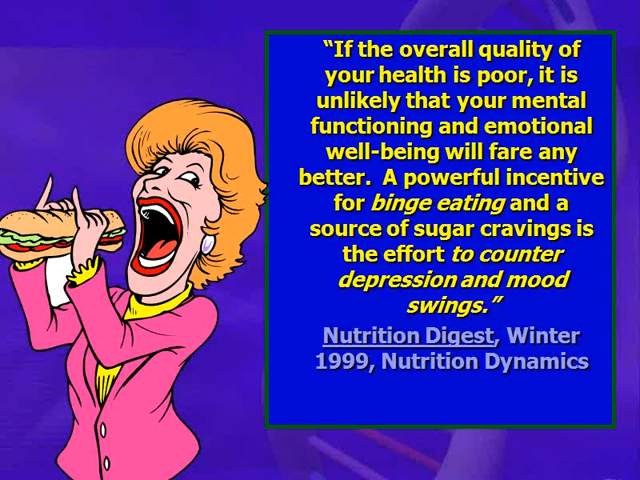 “If the overall quality of
your health is poor, it is
unlikely that your mental
functioning and emotional
well-being will fare any
better. A powerful incentive
for binge eating and a
source of sugar cravings is
the effort to counter
depression and mood
swings.”
Nutrition Digest, Winter
1999, Nutrition Dynamics